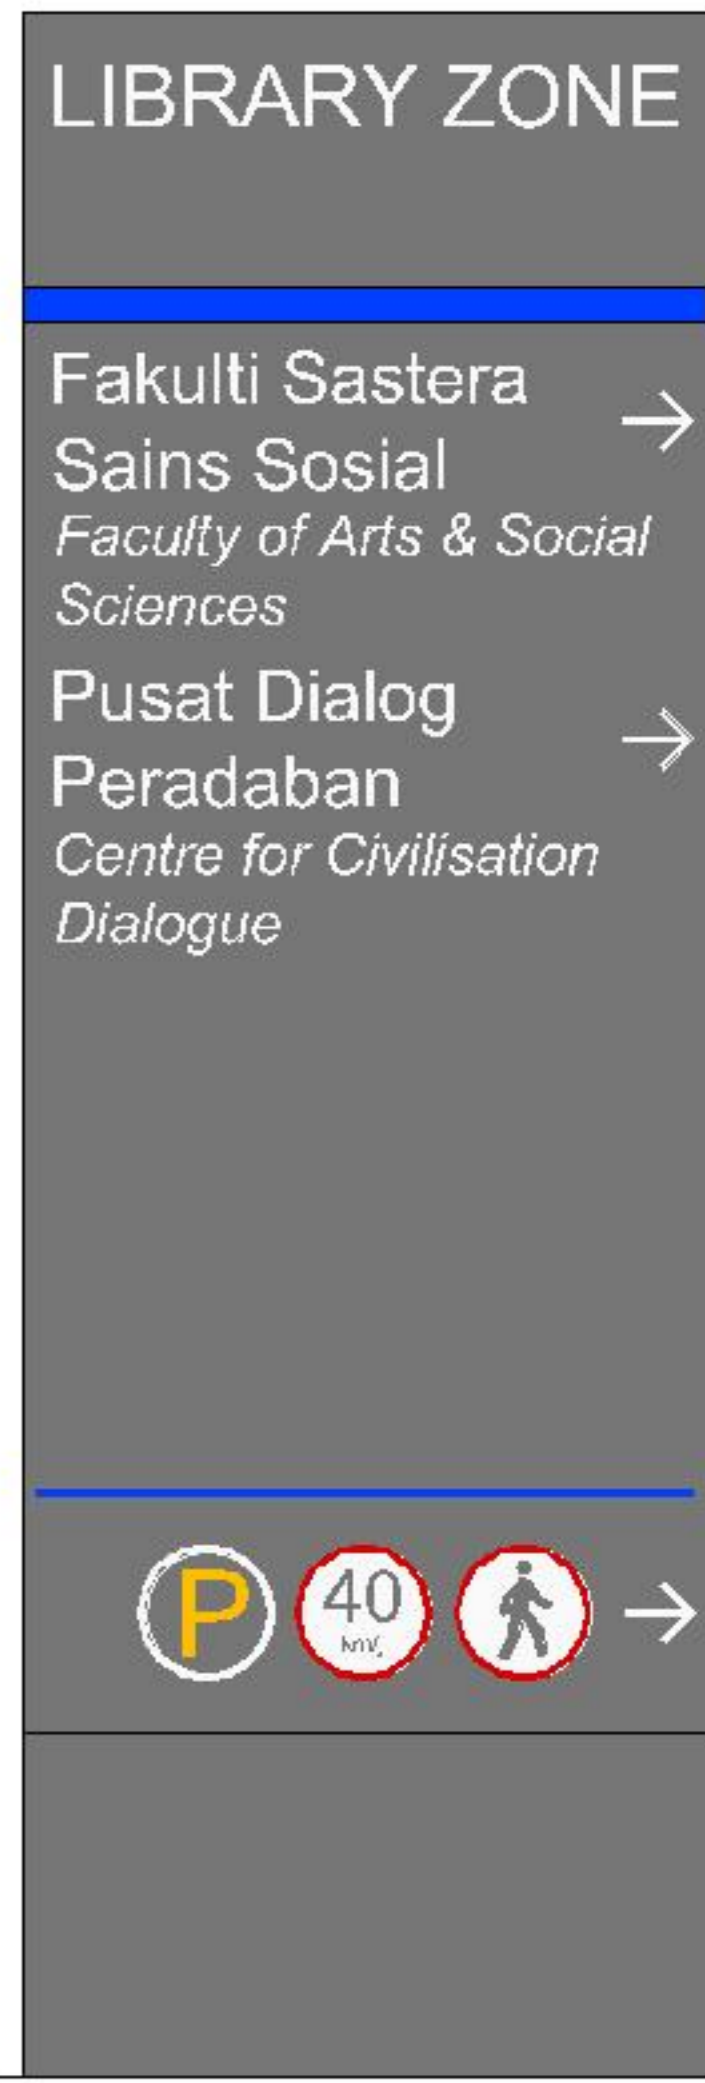 LIBRARY ZONE
Fakulti Sastera
Sains Sosial
Faculty of Arts & Social
Sciences
Pusat Dialog
Peradaban
Centre for Civilisation
Dialogue
P
40